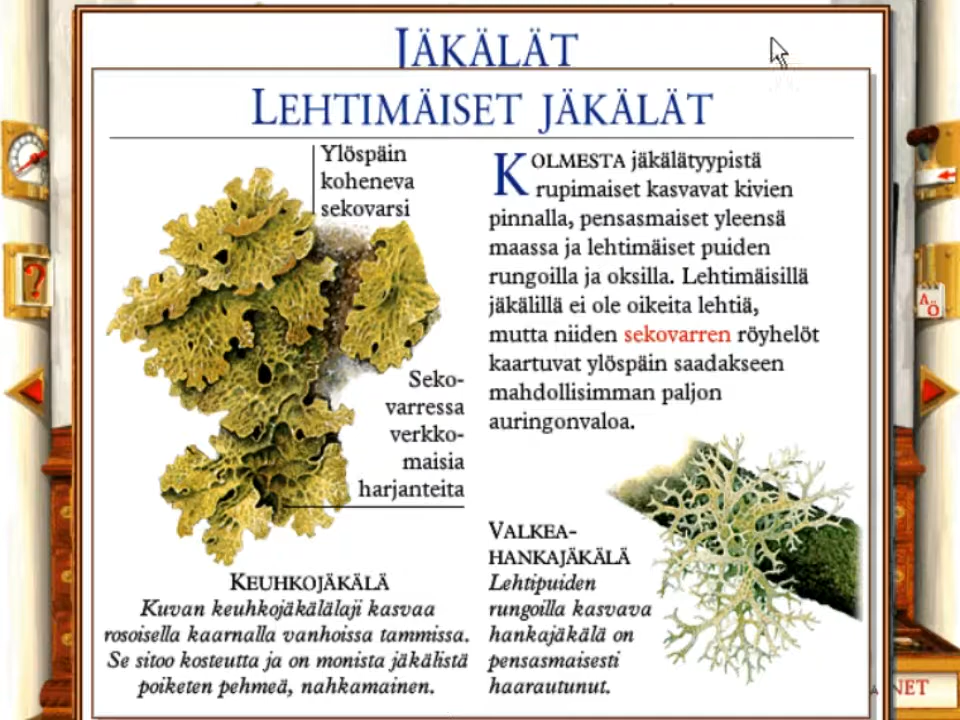 JÄKÄLÄT
LEHTIMÄISET JÄKÄLÄT
Ylöspäin
koheneva
sekovarsi
Seko-
varressa
verkko-
maisia
harjanteita
KEUHKOJÄKÄLÄ
Kuvan keuhkojäkälälaji kasvaa
rosoisella kaarnalla vanhoissa tammissa.
Se sitoo kosteutta ja on monista jäkälistä
poiketen pehmeä, nahkamainen.
KOLMESTA jäkälätyypistä
rupimaiset kasvavat kivien
pinnalla, pensasmaiset yleensä
maassa ja lehtimäiset puiden
rungoilla ja oksilla. Lehtimäisillä
jäkälillä ei ole oikeita lehtiä,
mutta niiden sekovarren röyhelöt
kaartuvat ylöspäin saadakseen
mahdollisimman paljon
auringonvaloa.
VALKEA-
HANKAJÄKÄLÄ
Lehtipuiden
rungoilla kasvava
hankajäkälä on
pensasmaisesti
haarautunut.
?
A
Ö
NET